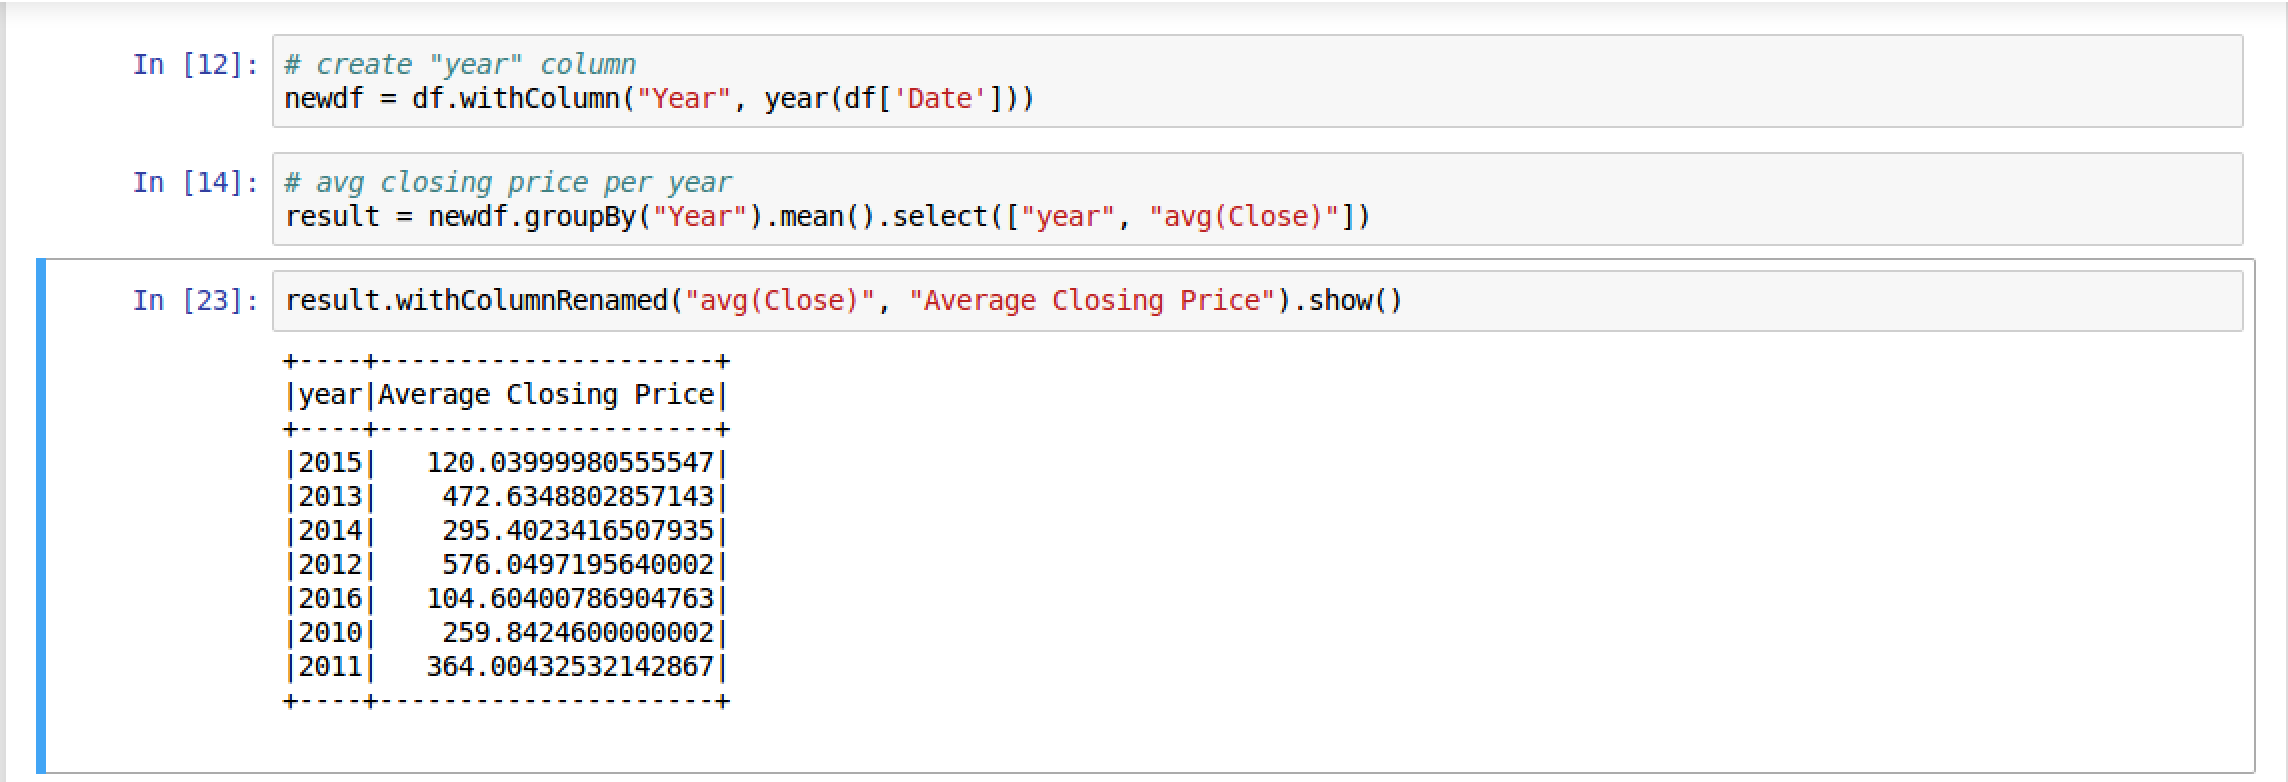 In [12]: # create "year" column
newdf = df.withColumn("Year", year(df['Date']))
In [14]: # avg closing price per year
result = newdf.groupBy("Year").mean().select(["year", "avg(Close)"])
In [23]: result.withColumnRenamed("avg(Close)", "Average Closing Price").show()
+----+---------------------+
|year|Average Closing Price|
+----+---------------------+
|2015|   120.03999980555547|
|2013|    472.6348802857143|
|2014|    295.4023416507935|
|2012|    576.0497195640002|
|2016|   104.60400786904763|
|2010|    259.8424600000002|
|2011|   364.00432532142867|
+----+---------------------+